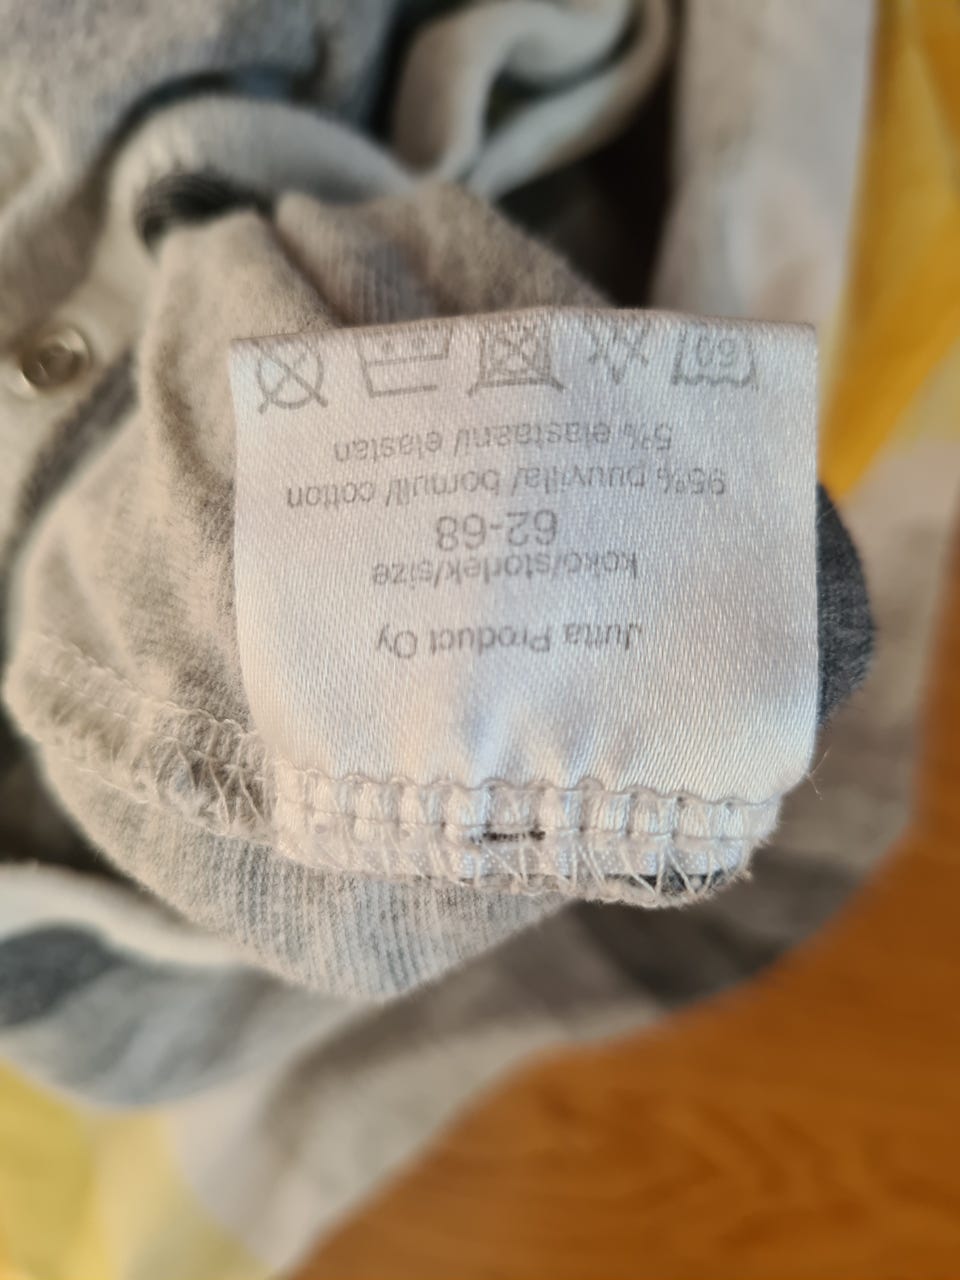 Jutta Product Oy
koko/storlek/size
62-68
95% puuvilla/ bomull/ cotton
5% elastaani/ elastan
60